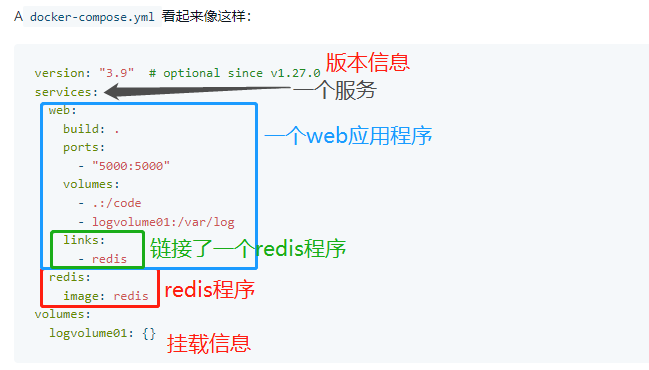 A docker-compose.yml 看起来像这样：
version: "3.9"  # optional since v1.27.0 版本信息
services: 一个服务
web:
build: . 一个web应用程序
ports:
- "5000:5000"
volumes:
- .:/code
- logvolume01:/var/log
links: 链接了一个redis程序
- redis
redis: redis程序
image: redis
volumes:
logvolume01: {} 挂载信息